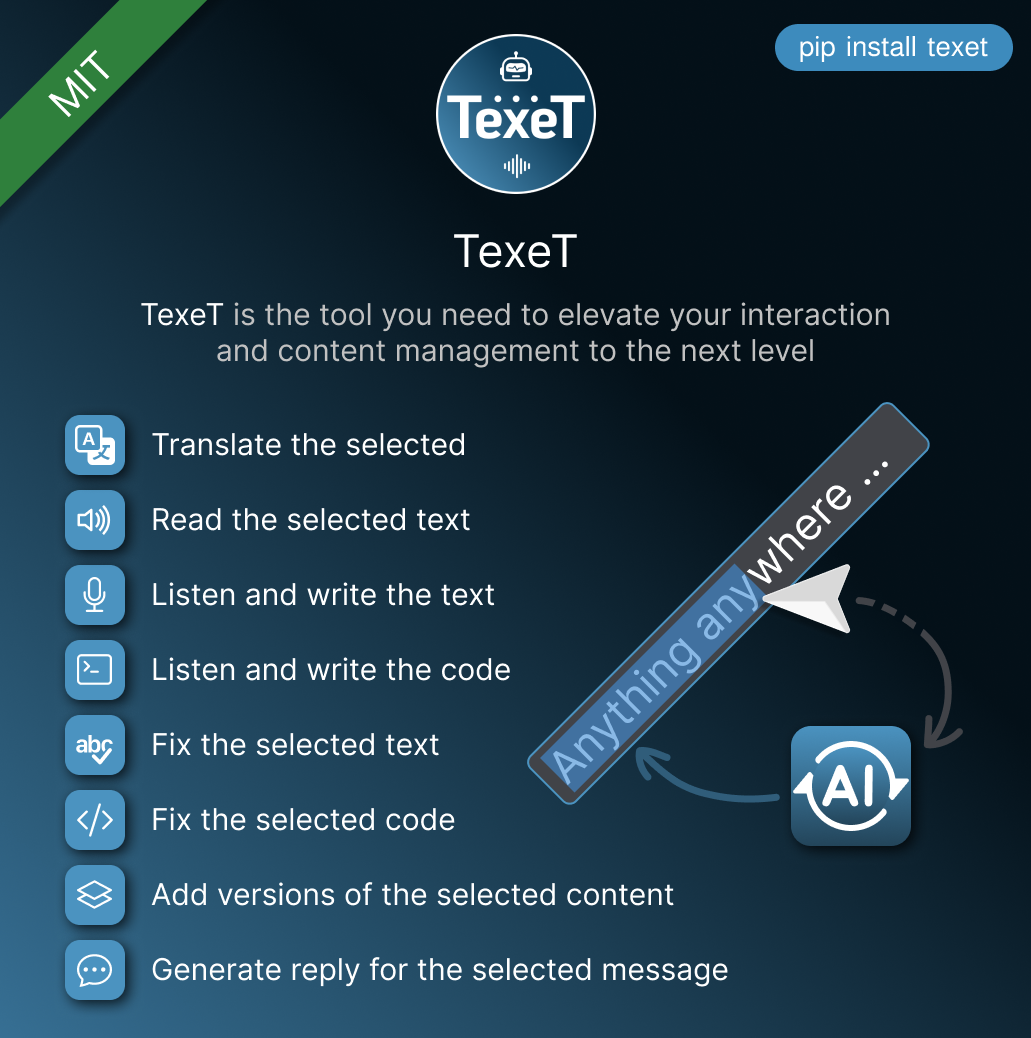 MIT
pip install texet
TexeT
TexeT
TexeT is the tool you need to elevate your interaction
and content management to the next level
Translate the selected
Read the selected text
Listen and write the text
Listen and write the code
abc
Fix the selected text
Fix the selected code
Add versions of the selected content
Generate reply for the selected message
Anything anywhere ...
AI
A